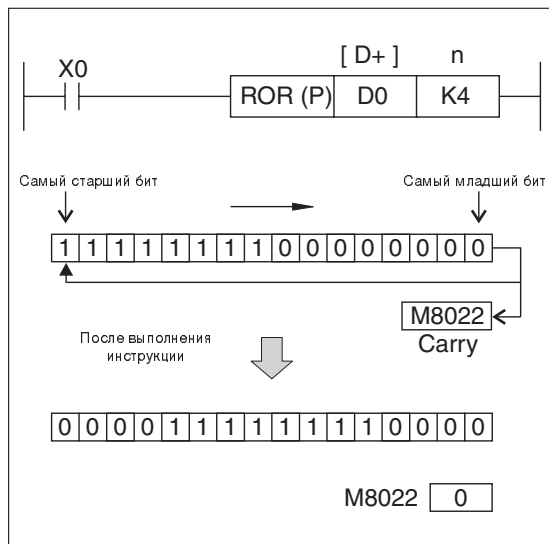 [ D+ ] n
X0
ROR (P) D0 K4
Самый старший бит Самый младший бит
1 1 1 1 1 1 1 1 0 0 0 0 0 0 0 0
M8022
Carry
После выполнения
инструкции
0 0 0 0 1 1 1 1 1 1 1 1 0 0 0 0
M8022 0